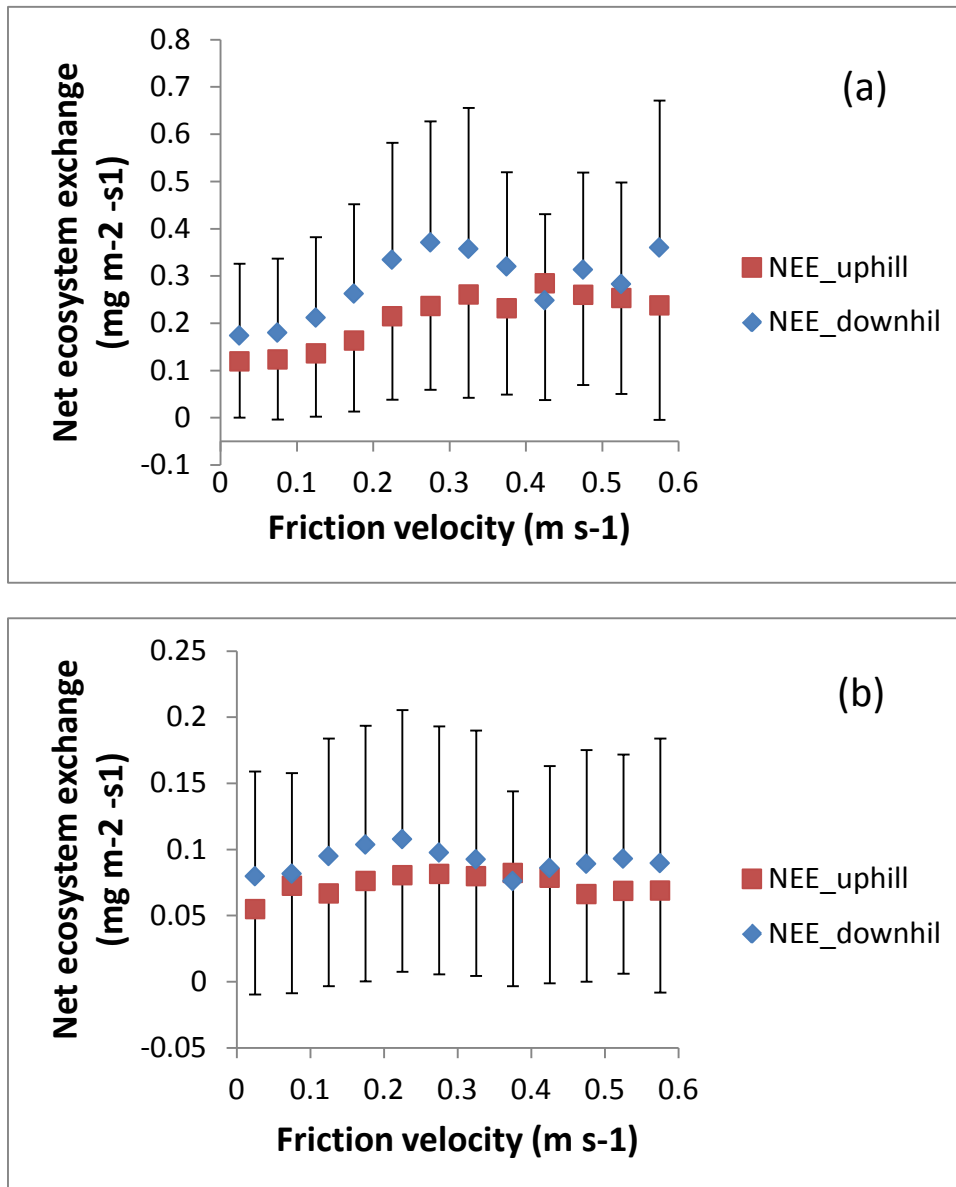 (a)
Net ecosystem exchange
(mg m-2 -s1)
0.8
0.7
0.6
0.5
0.4
0.3
0.2
0.1
0
-0.1
0 0.1 0.2 0.3 0.4 0.5 0.6
Friction velocity (m s-1)
NEE_uphill
NEE_downhil
(b)
Net ecosystem exchange
(mg m-2 -s1)
0.25
0.2
0.15
0.1
0.05
0
-0.05
0 0.1 0.2 0.3 0.4 0.5 0.6
Friction velocity (m s-1)
NEE_uphill
NEE_downhil